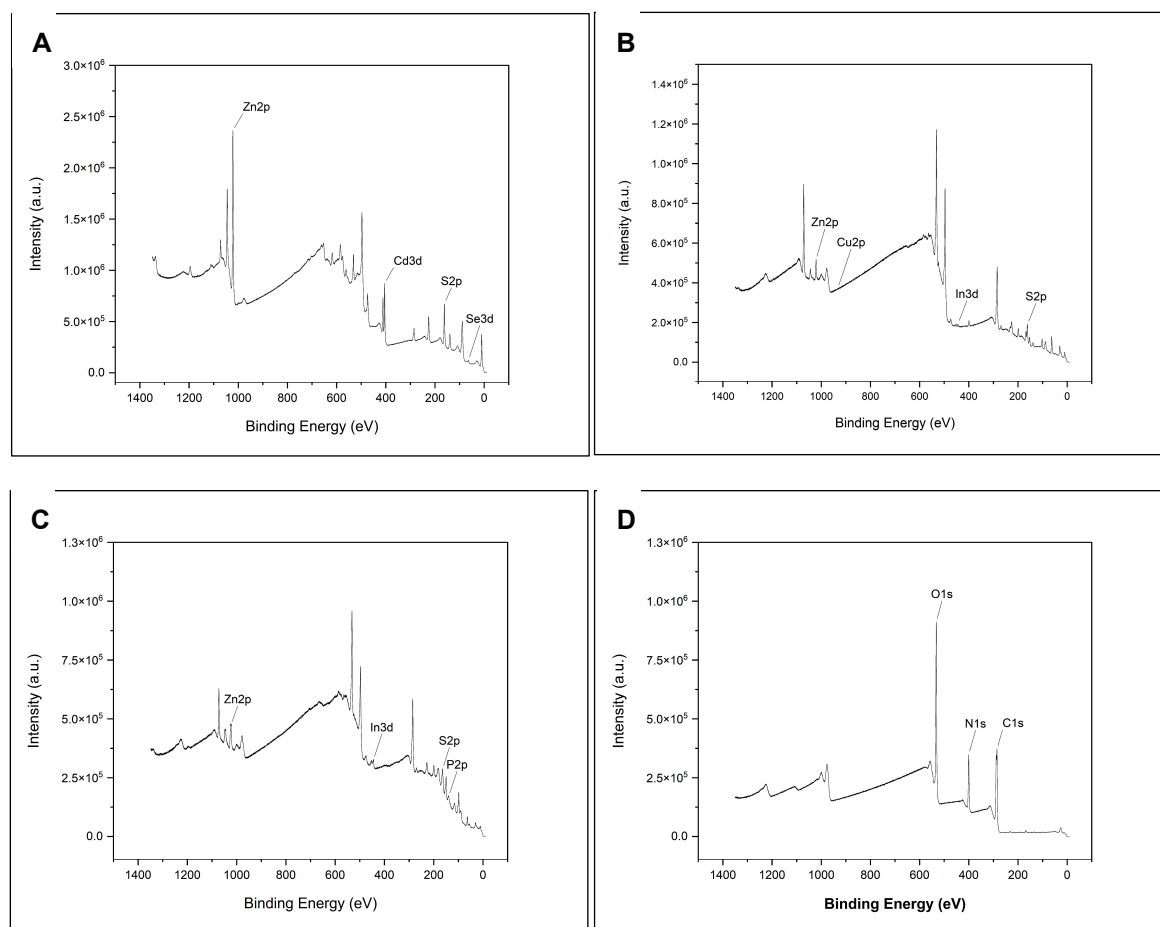 A
3.0×10⁶
2.5×10⁶
2.0×10⁶
1.5×10⁶
1.0×10⁶
5.0×10⁵
0.0
Intensity (a.u.)
Zn2p
Cd3d
S2p
Se3d
1400 1200 1000 800 600 400 200 0
Binding Energy (eV)
B
1.4×10⁶
1.2×10⁶
1.0×10⁶
8.0×10⁵
6.0×10⁵
4.0×10⁵
2.0×10⁵
0.0
Intensity (a.u.)
Zn2p
Cu2p
In3d
S2p
1400 1200 1000 800 600 400 200 0
Binding Energy (eV)
C
1.3×10⁶
1.0×10⁶
7.5×10⁵
5.0×10⁵
2.5×10⁵
0.0
Intensity (a.u.)
Zn2p
In3d
S2p
P2p
1400 1200 1000 800 600 400 200 0
Binding Energy (eV)
D
1.3×10⁶
1.0×10⁶
7.5×10⁵
5.0×10⁵
2.5×10⁵
0.0
Intensity (a.u.)
O1s
N1s
C1s
1400 1200 1000 800 600 400 200 0
Binding Energy (eV)